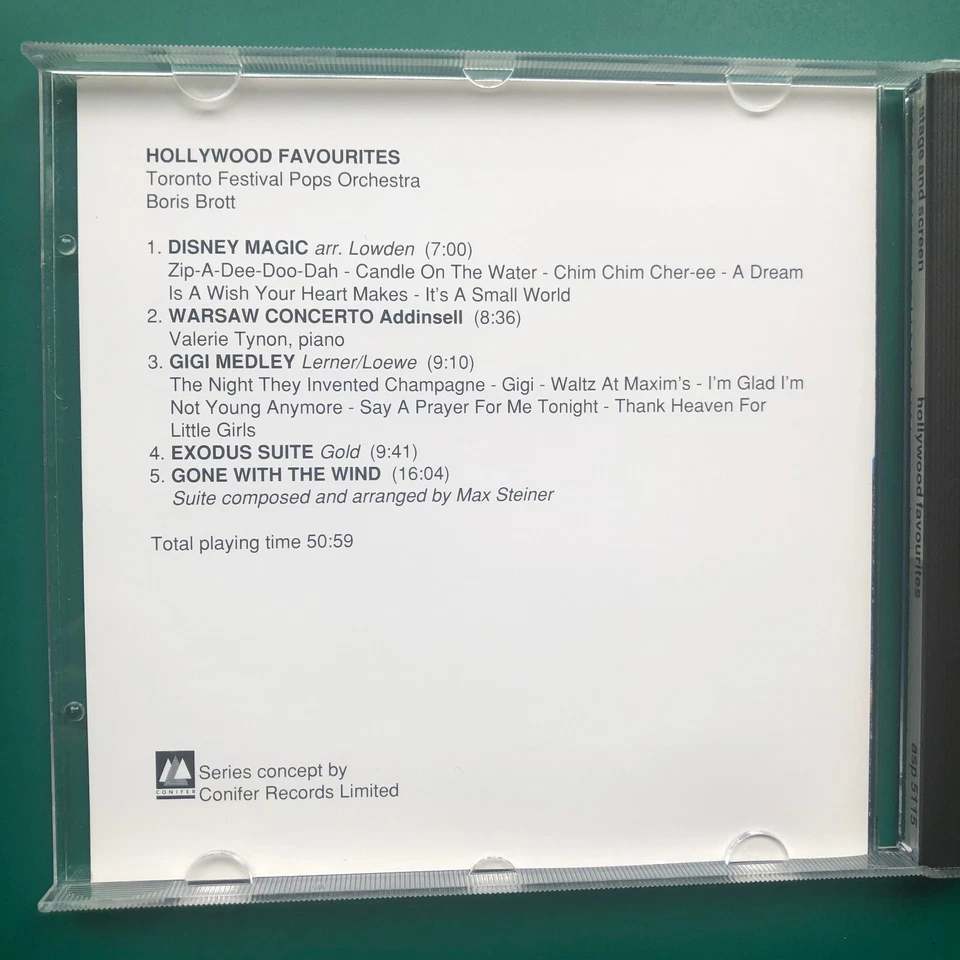 HOLLYWOOD FAVOURITES
Toronto Festival Pops Orchestra
Boris Brott
1. DISNEY MAGIC arr. Lowden (7:00)
Zip-A-Dee-Doo-Dah - Candle On The Water - Chim Chim Cher-ee - A Dream
Is A Wish Your Heart Makes - It's A Small World
2. WARSAW CONCERTO Addinsell (8:36)
Valerie Tynon, piano
3. GIGI MEDLEY Lerner/Loewe (9:10)
The Night They Invented Champagne - Gigi - Waltz At Maxim's - I'm Glad I'm
Not Young Anymore - Say A Prayer For Me Tonight - Thank Heaven For
Little Girls
4. EXODUS SUITE Gold (9:41)
5. GONE WITH THE WIND (16:04)
Suite composed and arranged by Max Steiner
Total playing time 50:59
CONIFER
Series concept by
Conifer Records Limited
stage and screen
hollywood favourites
asp 5115